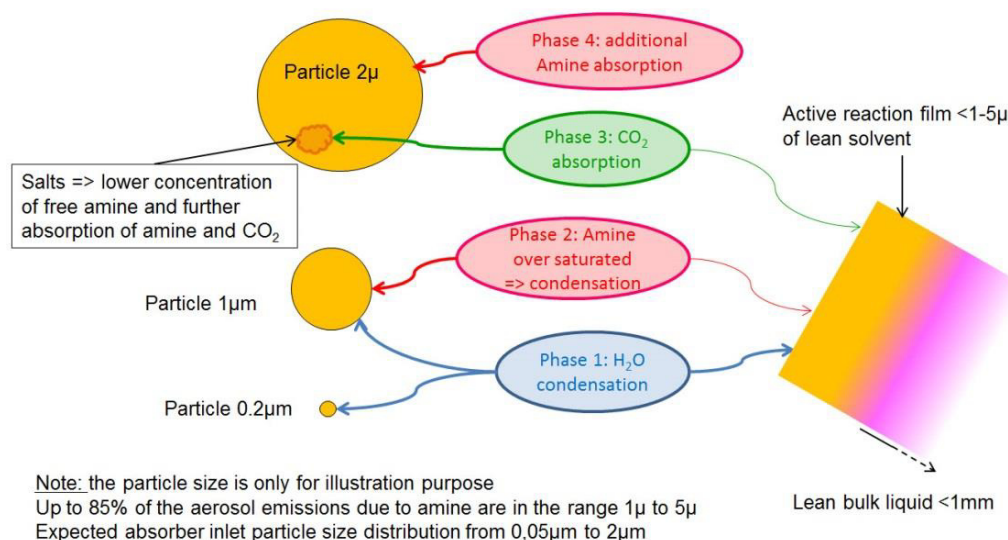 Phase 4: additional
Amine absorption
Particle 2μ
Active reaction film <1-5μ
of lean solvent
Phase 3: CO₂
absorption
Salts => lower concentration
of free amine and further
absorption of amine and CO₂
Phase 2: Amine
over saturated
=> condensation
Particle 1μm
Phase 1: H₂O
condensation
Particle 0.2μm
Lean bulk liquid <1mm
Note: the particle size is only for illustration purpose
Up to 85% of the aerosol emissions due to amine are in the range 1μ to 5μ
Expected absorber inlet particle size distribution from 0,05μm to 2μm